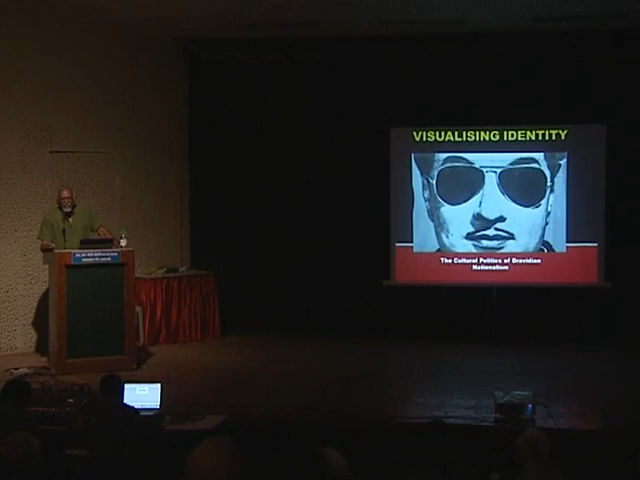 VISUALISING IDENTITY
The Cultural Politics of Dravidian
Nationalism